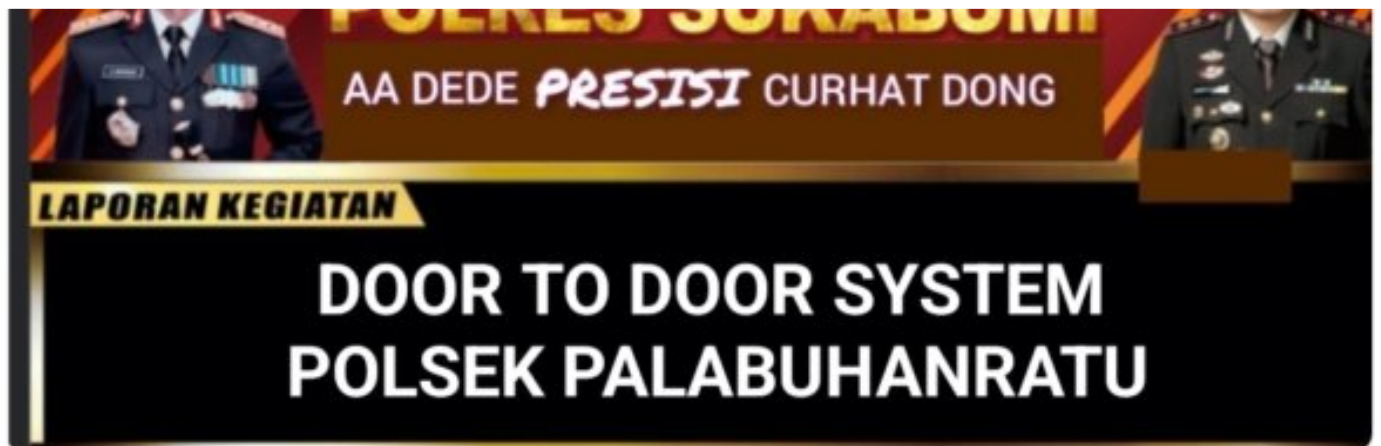 POLRES SUKABUMI
AA DEDE PRESISI CURHAT DONG
LAPORAN KEGIATAN
DOOR TO DOOR SYSTEM
POLSEK PALABUHANRATU